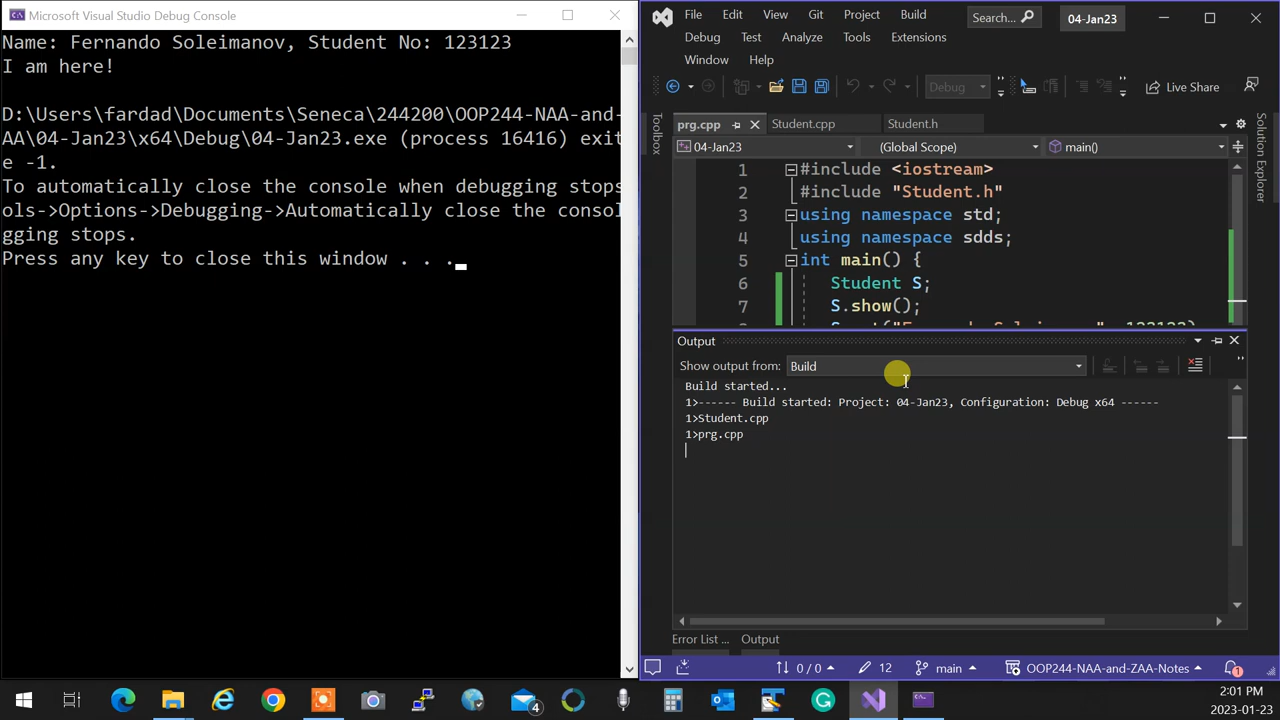 Microsoft Visual Studio Debug Console
Name: Fernando Soleimanov, Student No: 123123
I am here!
D:\Users\fardad\Documents\Seneca\244200\OOP244-NAA-and-
AA\04-Jan23\x64\Debug\04-Jan23.exe (process 16416) exit
e -1.
To automatically close the console when debugging stops
ols->Options->Debugging->Automatically close the conso
gging stops.
Press any key to close this window . . .
File Edit View Git Project Build
Search...
04-Jan23
Debug Test Analyze Tools Extensions
Window Help
Debug
Live Share
Toolbox
prg.cpp
Student.cpp
Student.h
04-Jan23
(Global Scope)
main()
Solution Explorer
1 #include <iostream>
2 #include "Student.h"
3 using namespace std;
4 using namespace sdds;
5 int main() {
6 Student S;
7 S.show();
Output
Show output from: Build
Build started...
1>------ Build started: Project: 04-Jan23, Configuration: Debug x64 ------
1>Student.cpp
1>prg.cpp
Error List ... Output
0 / 0
12
main
OOP244-NAA-and-ZAA-Notes
1
4
2:01 PM
2023-01-23